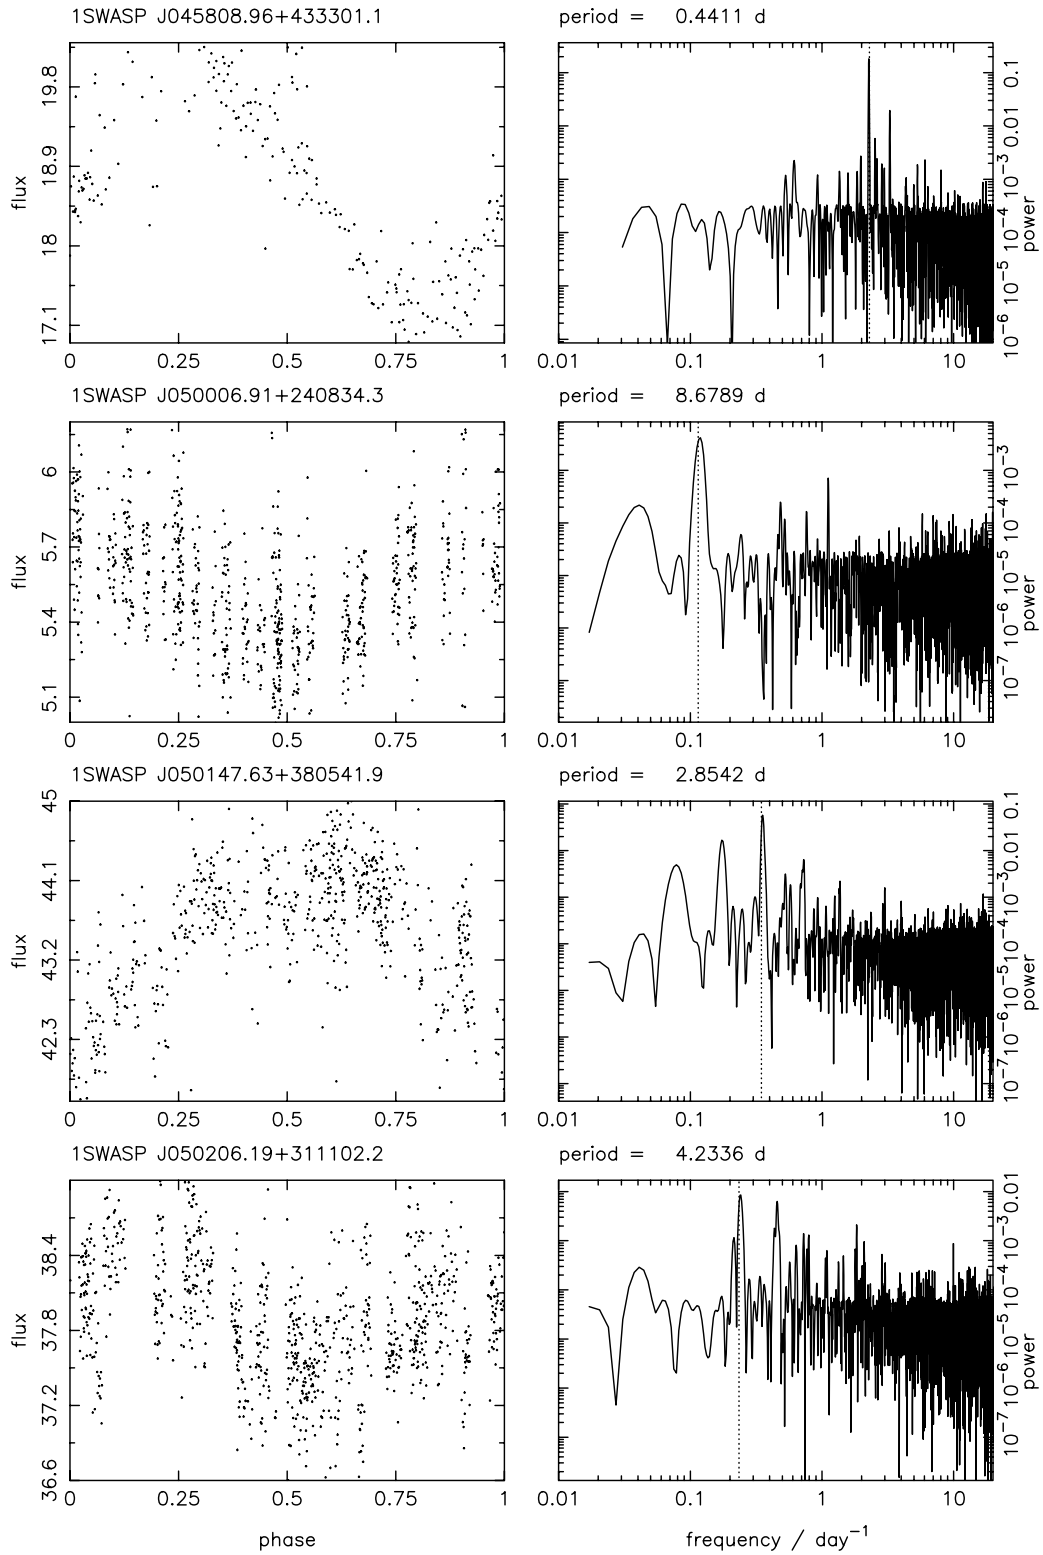 1SWASP J045808.96+433301.1 period = 0.4411 d
flux 17.1 18 18.9 19.8
0 0.25 0.5 0.75 1
power 10⁻⁶ 10⁻⁵ 10⁻⁴ 10⁻³ 0.01 0.1
0.01 0.1 1 10
1SWASP J050006.91+240834.3 period = 8.6789 d
flux 5.1 5.4 5.7 6
0 0.25 0.5 0.75 1
power 10⁻⁷ 10⁻⁶ 10⁻⁵ 10⁻⁴ 10⁻³
0.01 0.1 1 10
1SWASP J050147.63+380541.9 period = 2.8542 d
flux 42.3 43.2 44.1 45
0 0.25 0.5 0.75 1
power 10⁻⁷ 10⁻⁶ 10⁻⁵ 10⁻⁴ 10⁻³ 0.01 0.1
0.01 0.1 1 10
1SWASP J050206.19+311102.2 period = 4.2336 d
flux 36.6 37.2 37.8 38.4
0 0.25 0.5 0.75 1
power 10⁻⁷ 10⁻⁶ 10⁻⁵ 10⁻⁴ 10⁻³ 0.01
0.01 0.1 1 10
phase frequency / day⁻¹